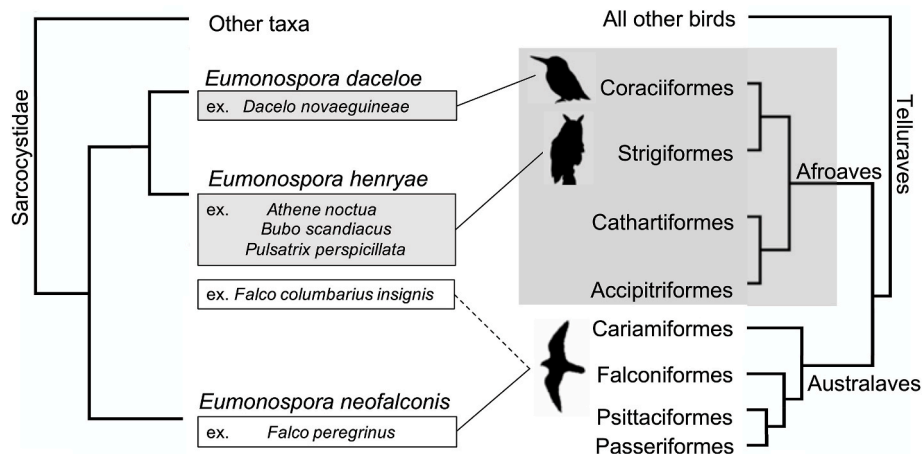 Other taxa
All other birds
Sarcocystidae
Eumonospora daceloe
ex. Dacelo novaeguineae
Eumonospora henryae
ex. Athene noctua
Bubo scandiacus
Pulsatrix perspicillata
ex. Falco columbarius insignis
Eumonospora neofalconis
ex. Falco peregrinus
Coraciiformes
Strigiformes
Cathartiformes
Accipitriformes
Cariamiformes
Falconiformes
Psittaciformes
Passeriformes
Afroaves
Australaves
Telluraves